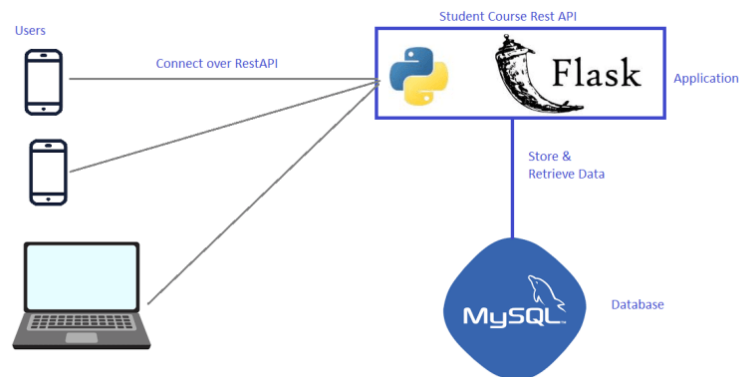 Student Course Rest API
Users
Connect over RestAPI
Flask
Application
Store &
Retrieve Data
MySQL
Database